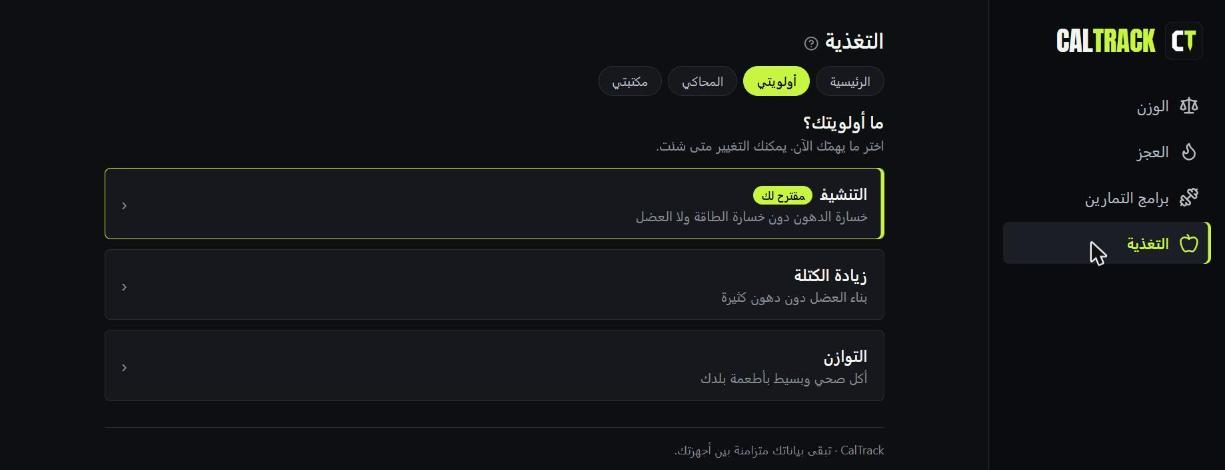 CALTRACK CT
الوزن
العجز
برامج التمارين
التغذية
التغذية
الرئيسية أولويتي المحاكي مكتبتي
ما أولويتك؟
اختر ما يهمّك الآن. يمكنك التغيير متى شئت.
التنشيف مقترح لك
خسارة الدهون دون خسارة الطاقة ولا العضل
زيادة الكتلة
بناء العضل دون دهون كثيرة
التوازن
أكل صحي وبسيط بأطعمة بلدك
CalTrack · تبقى بياناتك متزامنة بين أجهزتك.